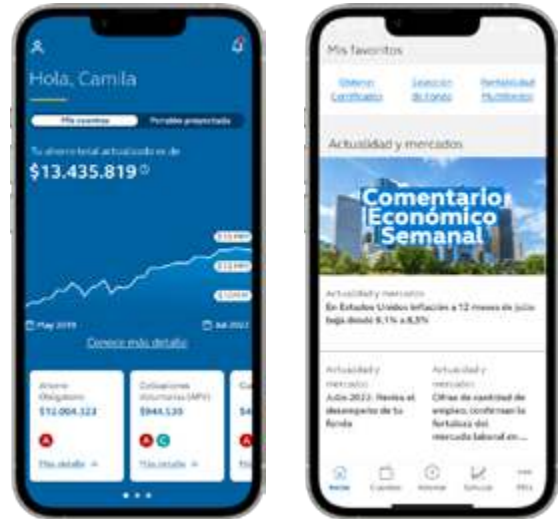 Hola, Camila
Mis cuentas
Pensión proyectada
Tu ahorro total actualizado es de
$13.435.819
May 2019
Jul 2022
Conoce más detalle
Ahorro
Obligatorio
$12.004.323
A
Más detalle
Cotizaciones
Voluntarias (APV)
A C
Más detalle
Mis favoritos
Obtener
Certificados
Selección
de Fondo
Rentabilidad
Multifondos
Actualidad y mercados
Comentario
Económico
Semanal
Actualidad y mercados
En Estados Unidos inflación a 12 meses de julio
baja desde 9,1% a 8,5%
Actualidad y
mercados
Julio 2022: Revisa el
desempeño de tu
fondo
Actualidad y
mercados
Cifras de cantidad de
empleo, confirman la
fortaleza del
mercado laboral en...
Inicio
Cuentas
Ahorrar
Simular
Más